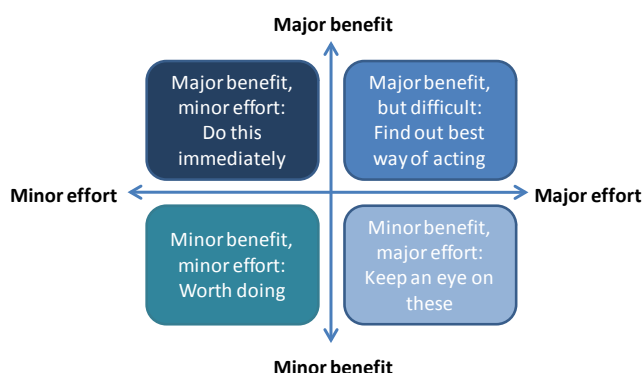 Major benefit
Major benefit,
minor effort:
Do this
immediately
Major benefit,
but difficult:
Find out best
way of acting
Minor effort
Major effort
Minor benefit,
minor effort:
Worth doing
Minor benefit,
major effort:
Keep an eye on
these
Minor benefit